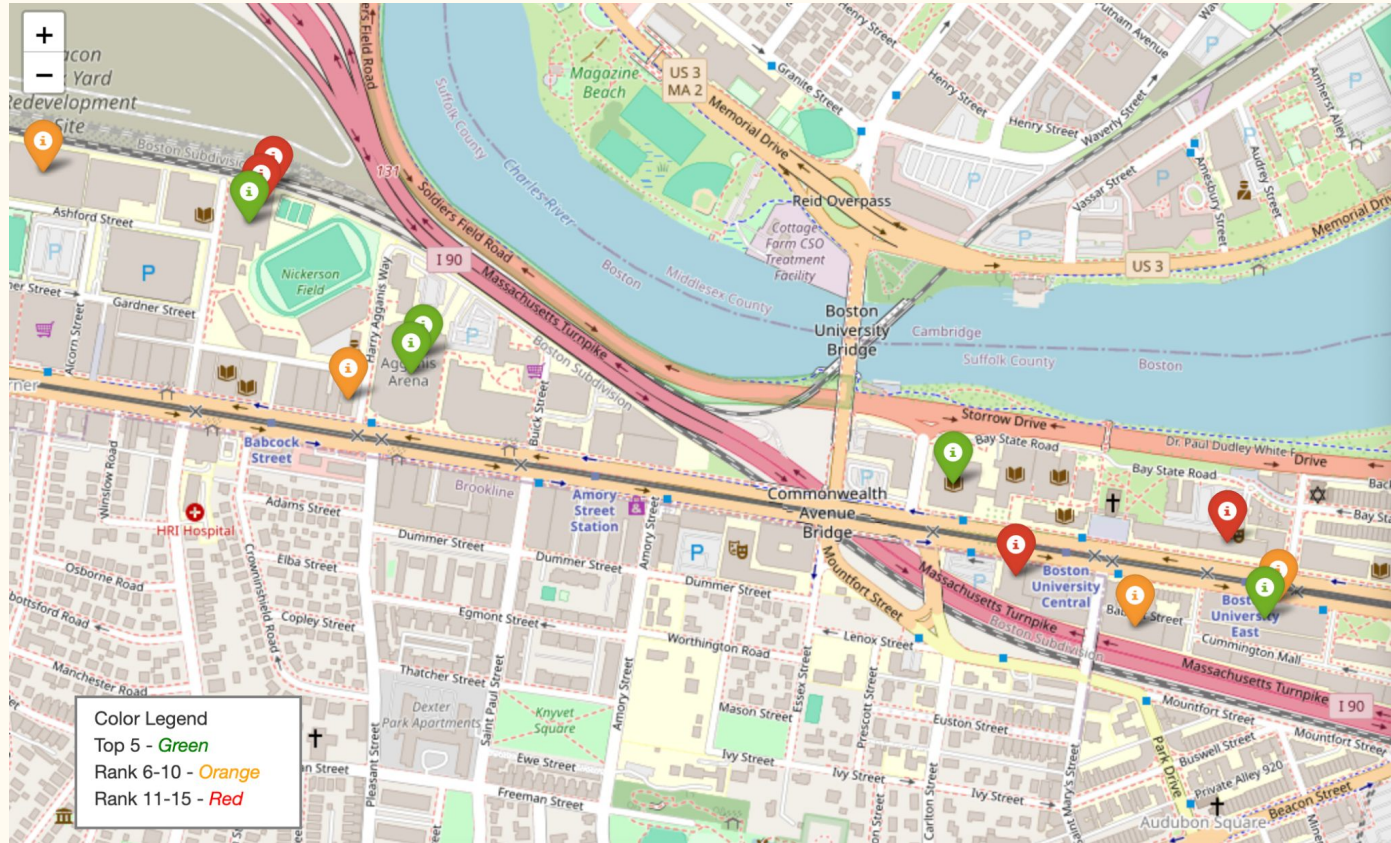 +
−
Redevelopment
Site
Boston Subdivision
Ashford Street
P
P
Gardner Street
Alcorn Street
Nickerson
Field
Harry Agganis Way
Agganis
Arena
131
I 90
Soldiers Field Road
Massachusetts Turnpike
Boston Subdivision
Buick Street
Suffolk County
Charles River
Middlesex County
Boston
Magazine
Beach
US 3
MA 2
Memorial Drive
Granite Street
Henry Street
Henry Street
Henry Street
Putnam Avenue
Waverly Street
Vassar Street
Amesbury Street
Audrey Street
Amherst Alley
P
P
P
P
P
Reid Overpass
Cottage
Farm CSO
Treatment
Facility
US 3
Boston
University
Bridge
Cambridge
Suffolk County
Boston
Storrow Drive
Dr. Paul Dudley White
Drive
Bay State Road
Bay State Road
P
P
Babcock
Street
Brookline
Amory
Street
Station
Commonwealth
Avenue
Bridge
P
P
Boston
University
Central
University
East
Cummington Mall
Massachusetts Turnpike
Boston Subdivision
Massachusetts Turnpike
I 90
Winslow Road
HRI Hospital
Adams Street
Elba Street
Copley Street
Crowninshield Road
Osborne Road
Manchester Road
Pleasant Street
Dummer Street
Dummer Street
Dummer Street
Egmont Street
Thatcher Street
Saint Paul Street
Amory Street
Amory Street
Worthington Road
Essex Street
Mountfort Street
Lenox Street
Prescott Street
Carlton Street
Euston Street
Mason Street
Ivy Street
Ivy Street
Ivy Street
Dexter
Park Apartments
Knyvet
Square
Ewe Street
Freeman Street
Mountfort Street
Mountfort Street
Buswell Street
Private Alley 920
Park Drive
Beacon Street
Audubon Square
Color Legend
Top 5 - Green
Rank 6-10 - Orange
Rank 11-15 - Red